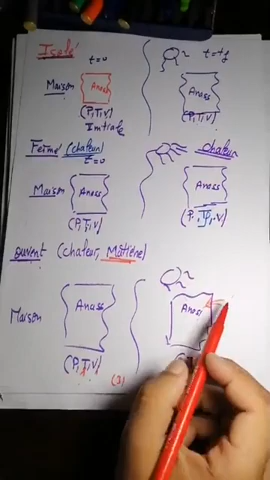 Isolé
t=0
t=tf
Maison
Anass
Anass
(P,T,V)
(P,T,V)
Initiale
Fermé (chaleur)
chaleur
t=0
Maison
Anass
Anass
(P,T,V)
(P, Tf, V)
ouvert (chaleur, Matière)
Maison
Anass
Anass
(P,T,V)
(3)